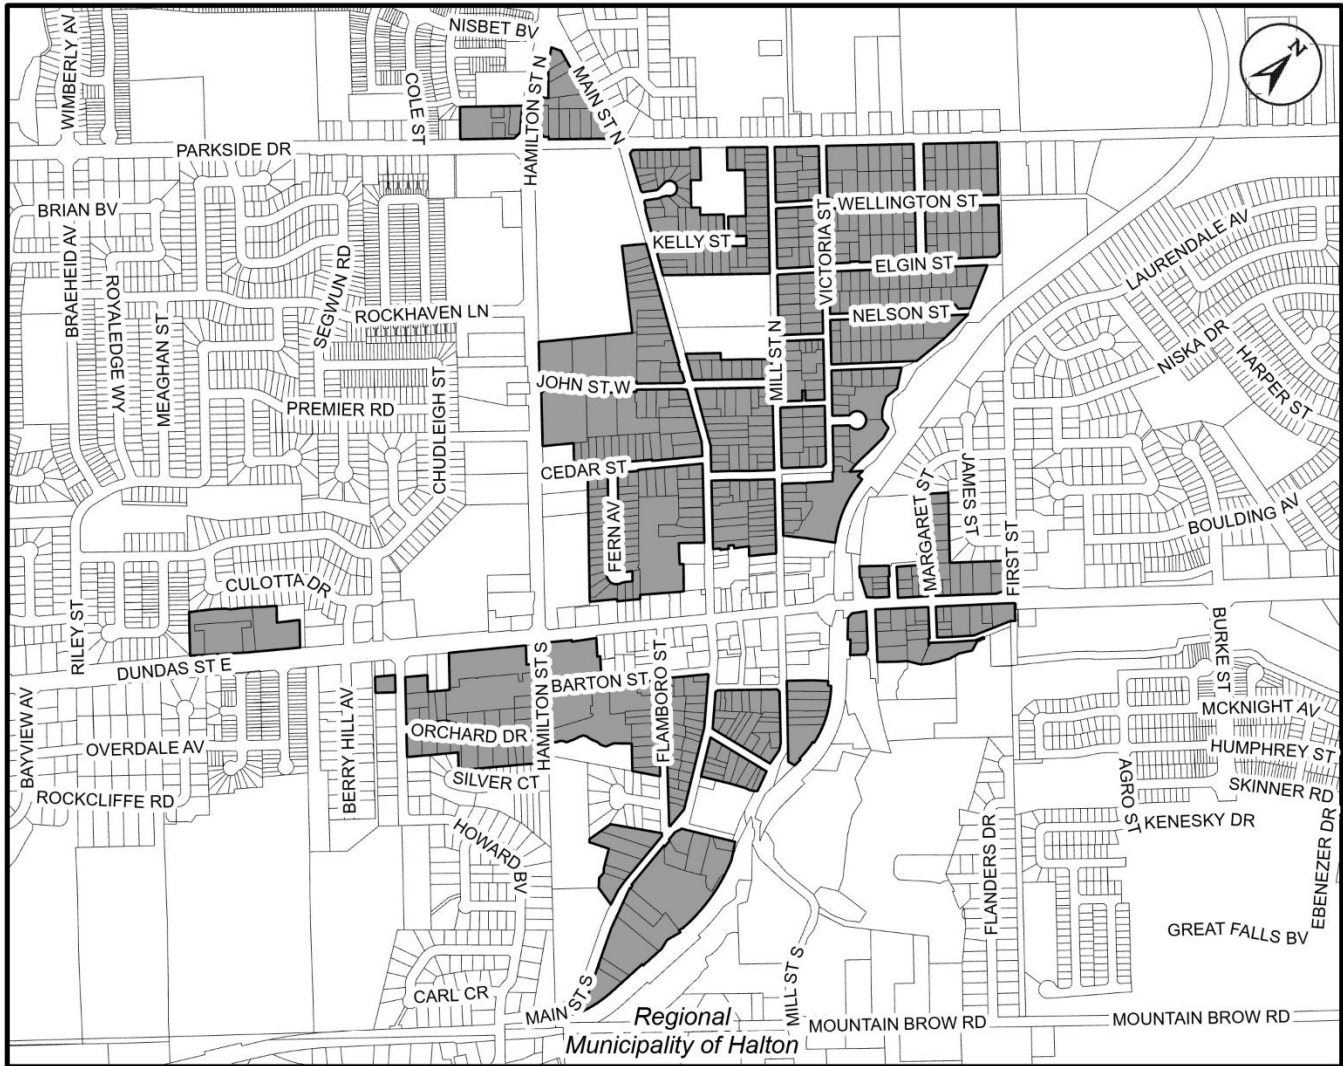 NISBET BV
WIMBERLY AV
COLE ST
HAMILTON ST N
MAIN ST N
N
PARKSIDE DR
BRIAN BV
WELLINGTON ST
VICTORIA ST
KELLY ST
LAURENDALE AV
BRAEHEID AV
ROYALEDGE WY
MEAGHAN ST
SEGWUN RD
ELGIN ST
ROCKHAVEN LN
NELSON ST
MILL ST N
NISKA DR
HARPER ST
JOHN ST W
PREMIER RD
CHUDLEIGH ST
CEDAR ST
FERN AV
MARGARET ST
JAMES ST
FIRST ST
BOULDING AV
CULOTTA DR
RILEY ST
DUNDAS ST E
BURKE ST
BAYVIEW AV
BERRY HILL AV
HAMILTON ST S
BARTON ST
FLAMBORO ST
MCKNIGHT AV
ORCHARD DR
OVERDALE AV
HUMPHREY ST
SILVER CT
SKINNER RD
ROCKCLIFFE RD
AGRO ST
KENESKY DR
HOWARD BV
FLANDERS DR
EBENEZER DR
GREAT FALLS BV
CARL CR
MAIN ST S
MILL ST S
Regional
Municipality of Halton
MOUNTAIN BROW RD
MOUNTAIN BROW RD